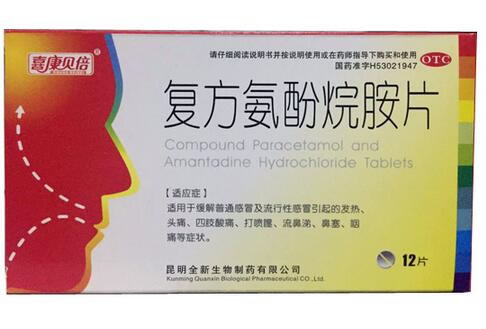 喜康贝倍®
请仔细阅读说明书并按说明使用或在药师指导下购买和使用
国药准字H53021947
OTC
复方氨酚烷胺片
Compound Paracetamol and
Amantadine Hydrochloride Tablets
【适应症】
适用于缓解普通感冒及流行性感冒引起的发热、
头痛、四肢酸痛、打喷嚏、流鼻涕、鼻塞、咽
痛等症状。
昆明全新生物制药有限公司
Kunming Quanxin Biological Pharmaceutical CO.,Ltd.
12片